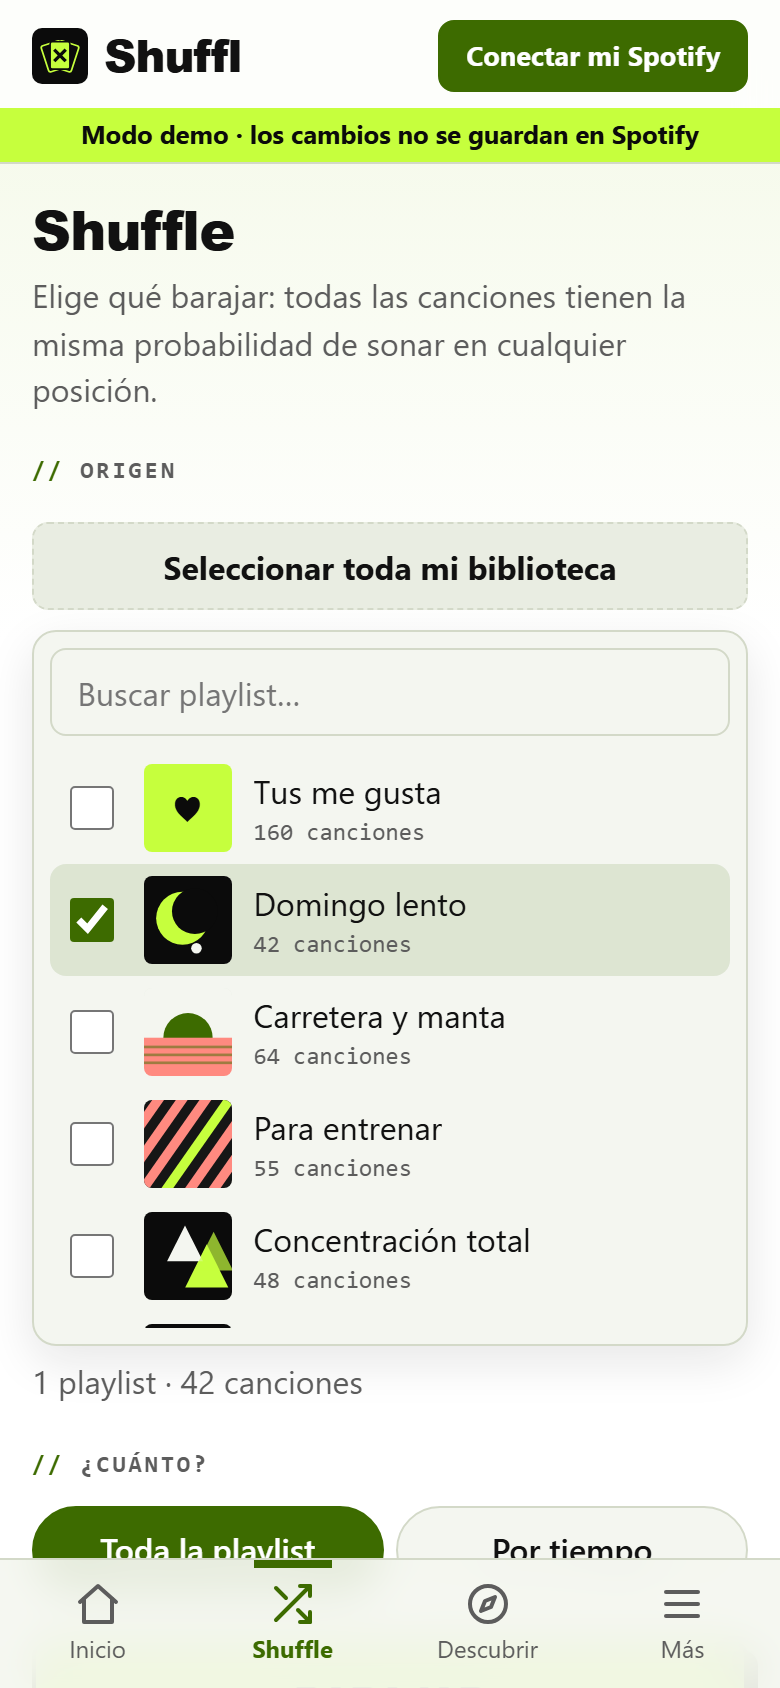 Shuffl
Conectar mi Spotify
Modo demo · los cambios no se guardan en Spotify
Shuffle
Elige qué barajar: todas las canciones tienen la
misma probabilidad de sonar en cualquier
posición.
// ORIGEN
Seleccionar toda mi biblioteca
Buscar playlist...
Tus me gusta
160 canciones
Domingo lento
42 canciones
Carretera y manta
64 canciones
Para entrenar
55 canciones
Concentración total
48 canciones
1 playlist · 42 canciones
// ¿CUÁNTO?
Toda la playlist
Por tiempo
Inicio
Shuffle
Descubrir
Más